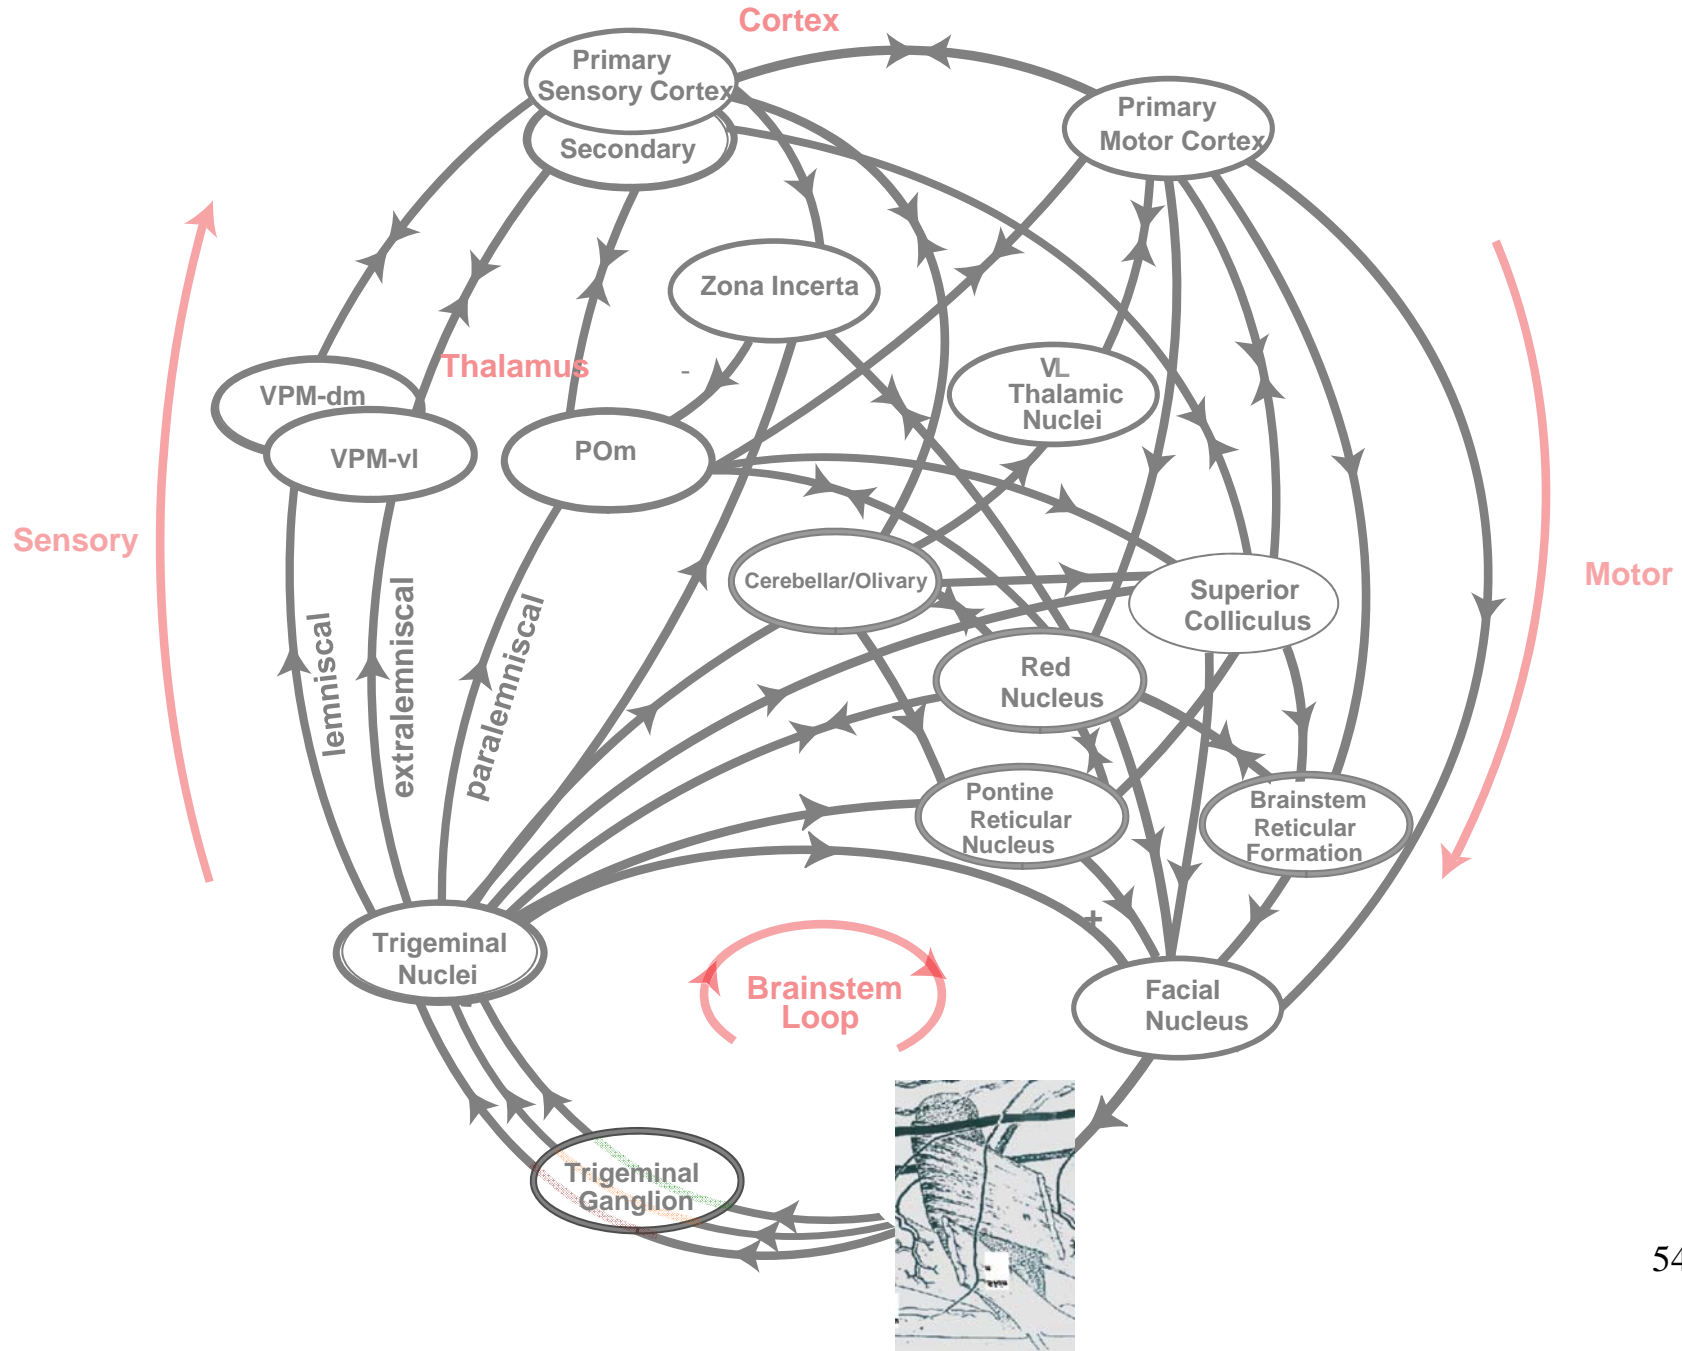 Cortex
Primary
Sensory Cortex
Secondary
Primary
Motor Cortex
Zona Incerta
Thalamus
-
VPM-dm
VPM-vl
POm
VL
Thalamic
Nuclei
Sensory
Motor
lemniscal
extralemniscal
paralemniscal
Cerebellar/Olivary
Superior
Colliculus
Red
Nucleus
Pontine
Reticular
Nucleus
Brainstem
Reticular
Formation
+
Trigeminal
Nuclei
Brainstem
Loop
Facial
Nucleus
Trigeminal
Ganglion
54